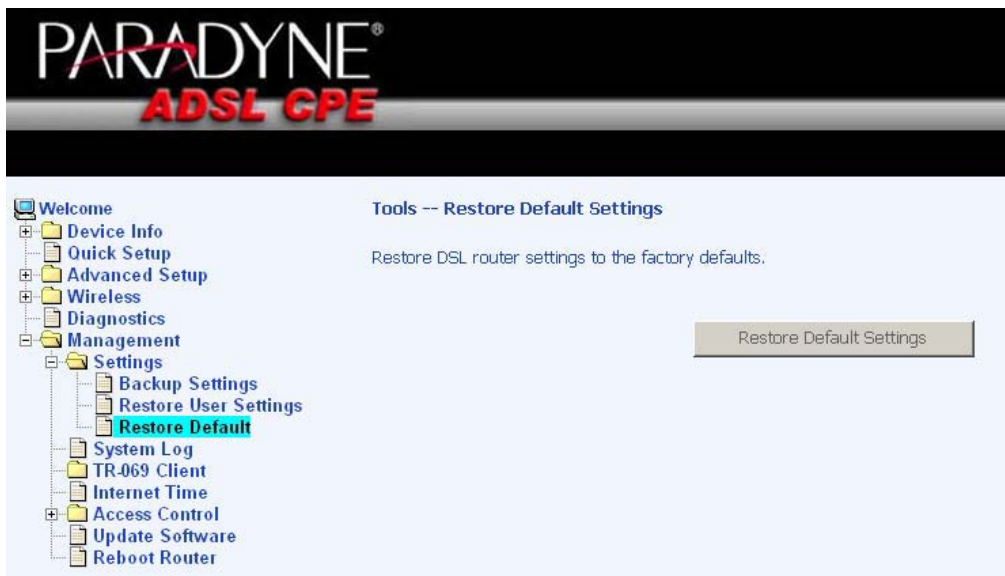 PARADYNE®
ADSL CPE
Welcome
Device Info
Quick Setup
Advanced Setup
Wireless
Diagnostics
Management
Settings
Backup Settings
Restore User Settings
Restore Default
System Log
TR-069 Client
Internet Time
Access Control
Update Software
Reboot Router
Tools -- Restore Default Settings
Restore DSL router settings to the factory defaults.
Restore Default Settings